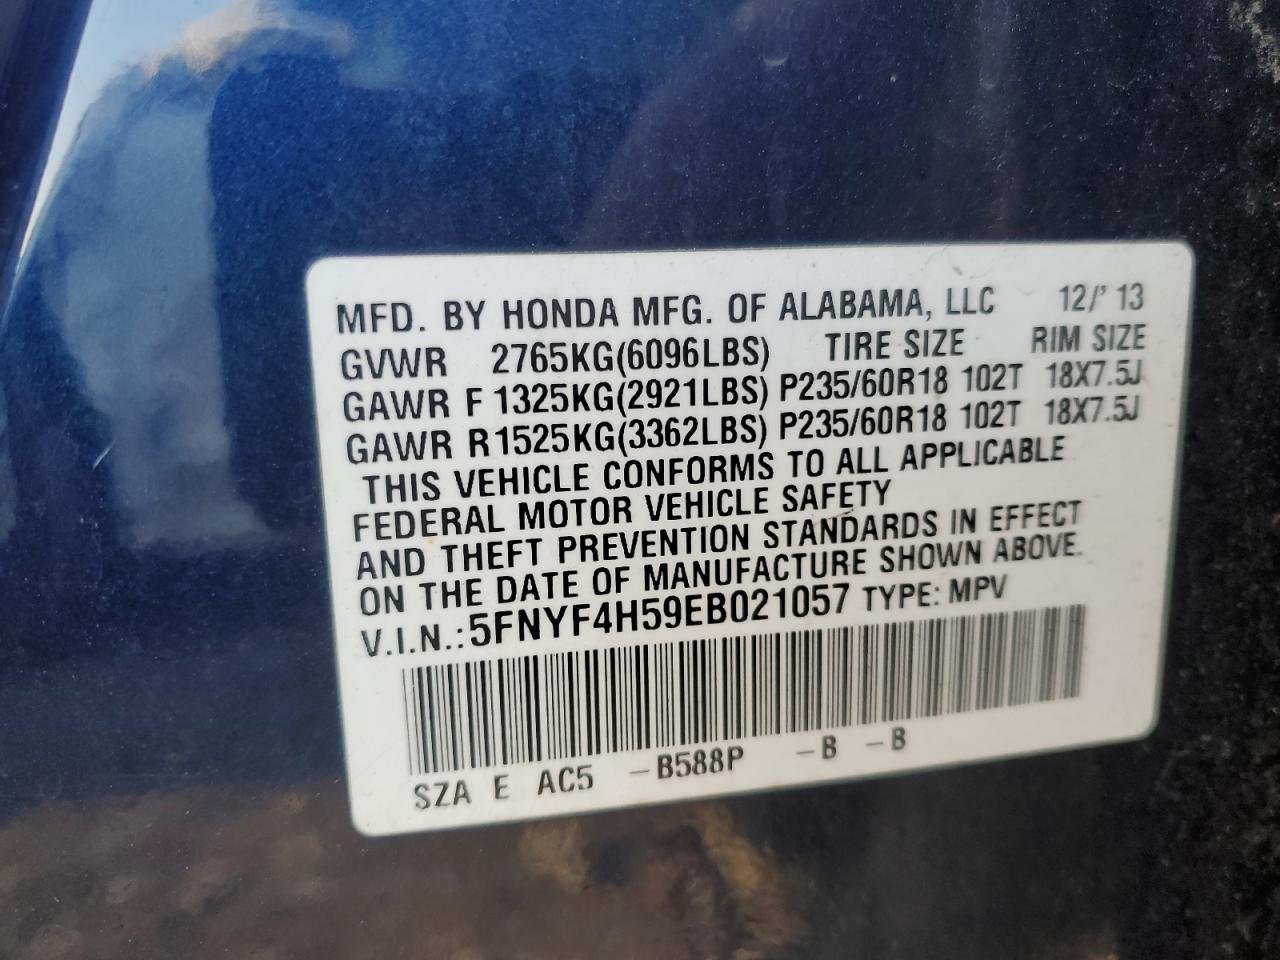 MFD. BY HONDA MFG. OF ALABAMA, LLC 12/'13
GVWR 2765KG(6096LBS) TIRE SIZE RIM SIZE
GAWR F 1325KG(2921LBS) P235/60R18 102T 18X7.5J
GAWR R1525KG(3362LBS) P235/60R18 102T 18X7.5J
THIS VEHICLE CONFORMS TO ALL APPLICABLE
FEDERAL MOTOR VEHICLE SAFETY
AND THEFT PREVENTION STANDARDS IN EFFECT
ON THE DATE OF MANUFACTURE SHOWN ABOVE.
V.I.N.: 5FNYF4H59EB021057 TYPE: MPV
SZA E AC5 -B588P -B -B